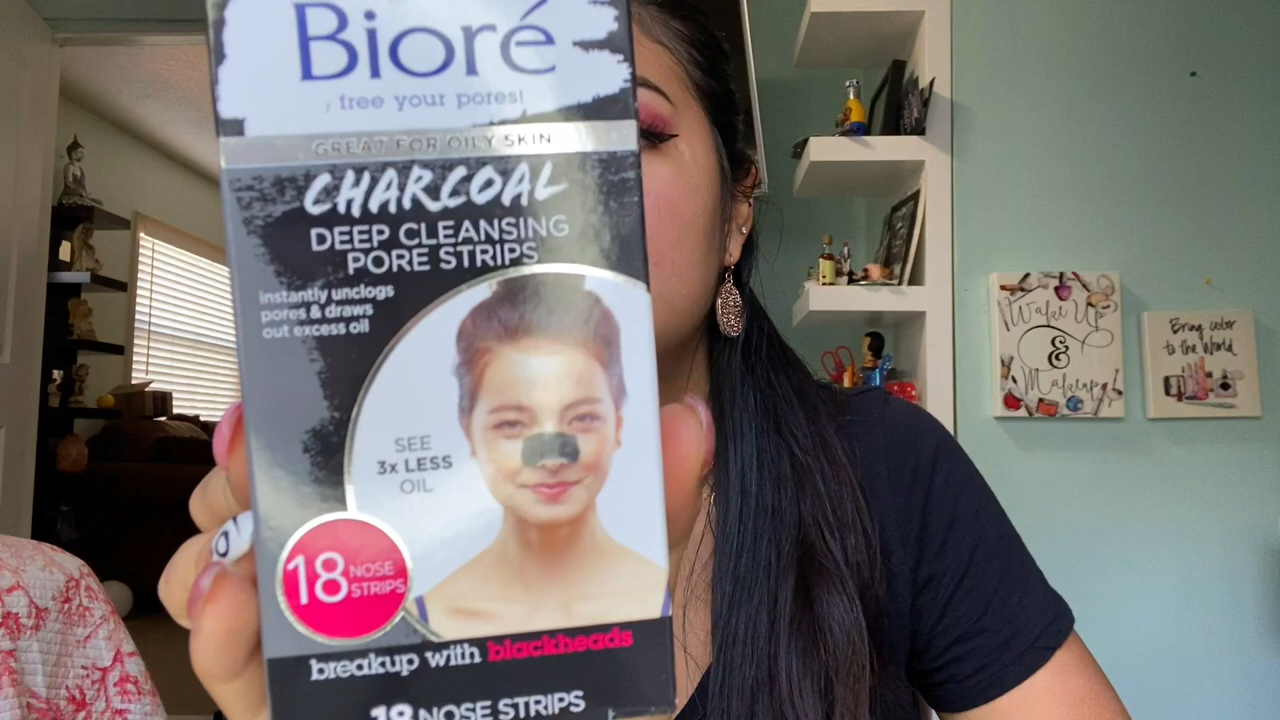 Bioré
free your pores!
GREAT FOR OILY SKIN
CHARCOAL
DEEP CLEANSING
PORE STRIPS
instantly unclogs
pores & draws
out excess oil
SEE
3x LESS
OIL
18 NOSE
STRIPS
breakup with blackheads
18 NOSE STRIPS
Wake Up
&
Makeup
Bring color
to the World